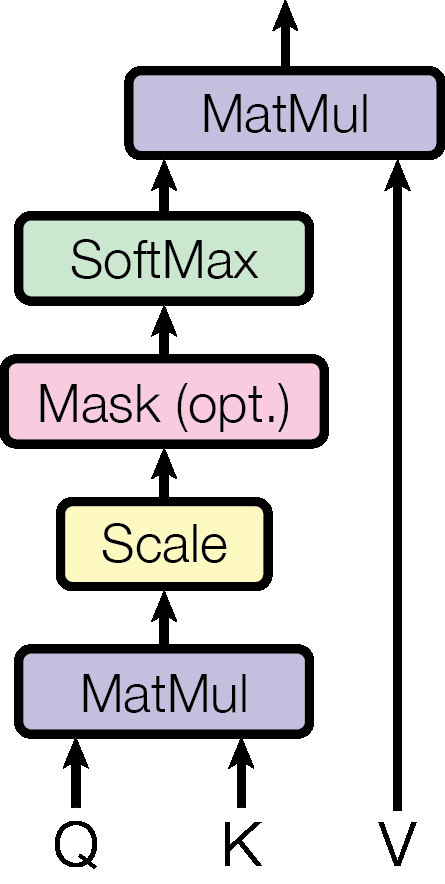 MatMul
SoftMax
Mask (opt.)
Scale
MatMul
Q K V